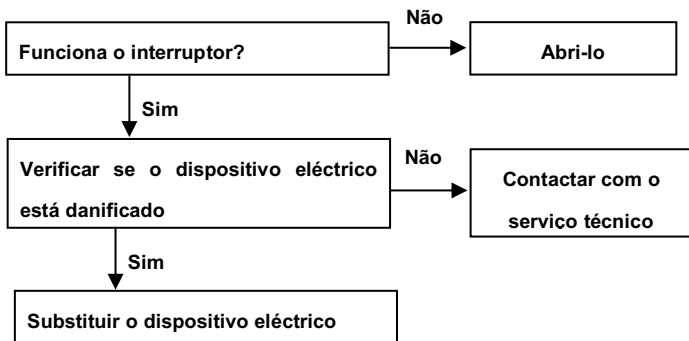 Não
Funciona o interruptor?
Abri-lo
Sim
Verificar se o dispositivo eléctrico
está danificado
Não
Contactar com o
serviço técnico
Sim
Substituir o dispositivo eléctrico